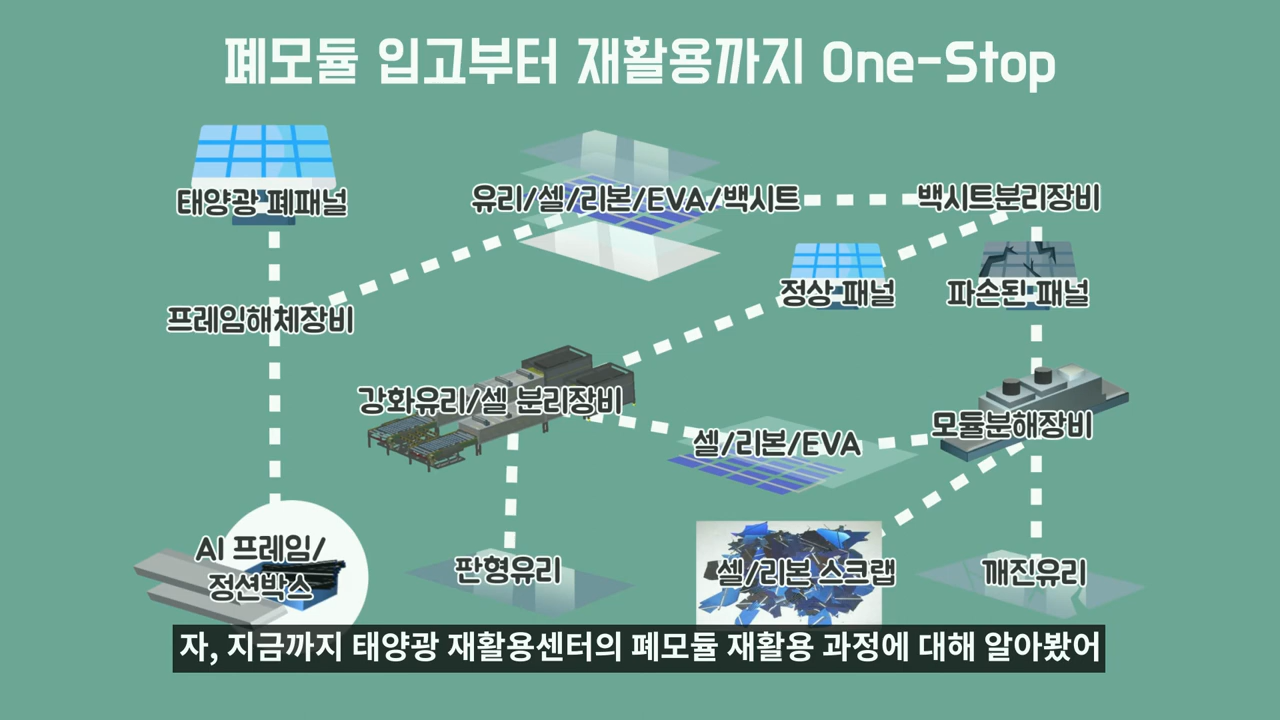 폐모듈 입고부터 재활용까지 One-Stop
태양광 폐패널
유리/셀/리본/EVA/백시트
백시트분리장비
정상 패널
파손된 패널
프레임해체장비
강화유리/셀 분리장비
모듈분해장비
셀/리본/EVA
AI 프레임/
정션박스
판형유리
셀/리본 스크랩
깨진유리
자, 지금까지 태양광 재활용센터의 폐모듈 재활용 과정에 대해 알아봤어